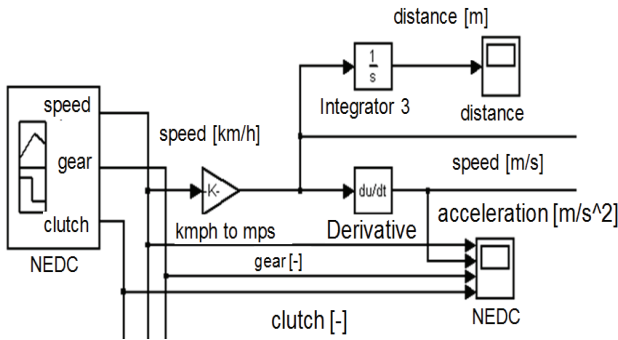 distance [m]
1
s
Integrator 3
distance
speed
gear
clutch
NEDC
speed [km/h]
-K-
kmph to mps
du/dt
Derivative
speed [m/s]
acceleration [m/s^2]
gear [-]
clutch [-]
NEDC